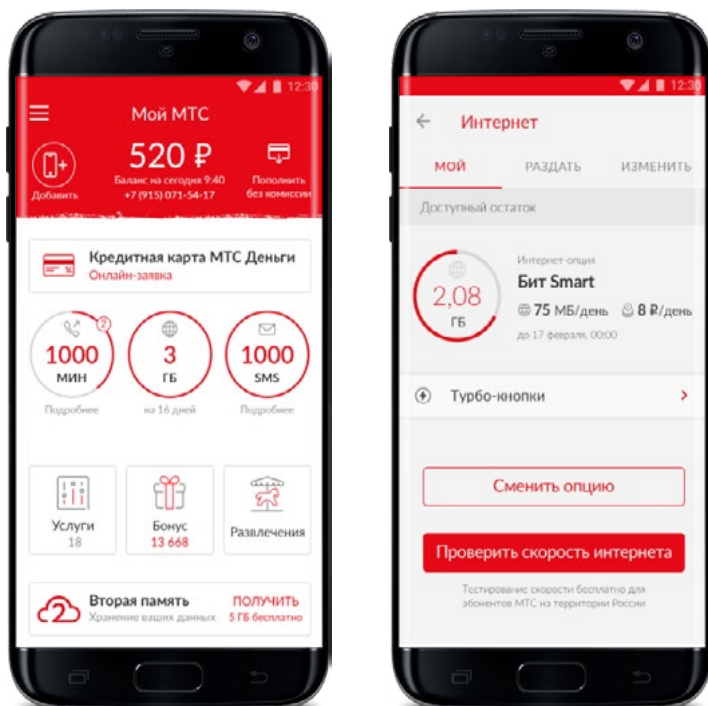 12:30
Мой МТС
520 ₽
Баланс на сегодня 9:40
+7 (915) 071-54-17
Добавить
Пополнить
без комиссии
Кредитная карта МТС Деньги
Онлайн-заявка
2
1000
МИН
Подробнее
3
ГБ
на 16 дней
1000
SMS
Подробнее
Услуги
18
Бонус
13 668
Развлечения
2
Вторая память
Хранение ваших данных
ПОЛУЧИТЬ
5 ГБ бесплатно
12:30
Интернет
МОЙ РАЗДАТЬ ИЗМЕНИТЬ
Доступный остаток
2,08
ГБ
Интернет-опция
Бит Smart
75 МБ/день 8 ₽/день
до 17 февраля, 00:00
Турбо-кнопки
Сменить опцию
Проверить скорость интернета
Тестирование скорости бесплатно для
абонентов МТС на территории России